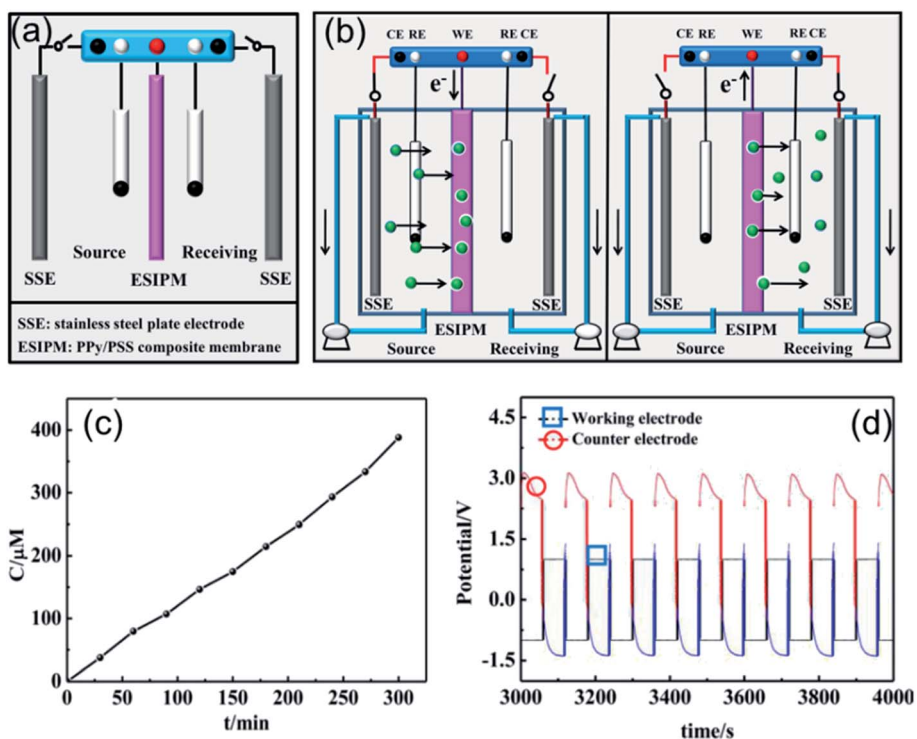 (a)
Source
Receiving
SSE
ESIPM
SSE
SSE: stainless steel plate electrode
ESIPM: PPy/PSS composite membrane
(b)
CE RE WE RE CE
e⁻
SSE
SSE
ESIPM
Source
Receiving
CE RE WE RE CE
e⁻
SSE
SSE
ESIPM
Source
Receiving
(c)
C/μM
400
300
200
100
0
0 50 100 150 200 250 300
t/min
(d)
Working electrode
Counter electrode
Potential/V
4.5
3.0
1.5
0.0
-1.5
3000 3200 3400 3600 3800 4000
time/s